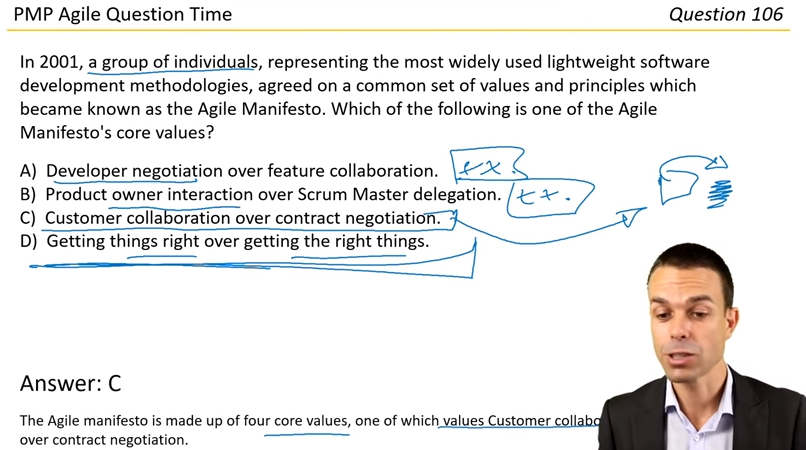 PMP Agile Question Time
Question 106
In 2001, a group of individuals, representing the most widely used lightweight software
development methodologies, agreed on a common set of values and principles which
became known as the Agile Manifesto. Which of the following is one of the Agile
Manifesto's core values?
A) Developer negotiation over feature collaboration.
B) Product owner interaction over Scrum Master delegation.
C) Customer collaboration over contract negotiation.
D) Getting things right over getting the right things.
Answer: C
The Agile manifesto is made up of four core values, one of which values Customer
over contract negotiation.